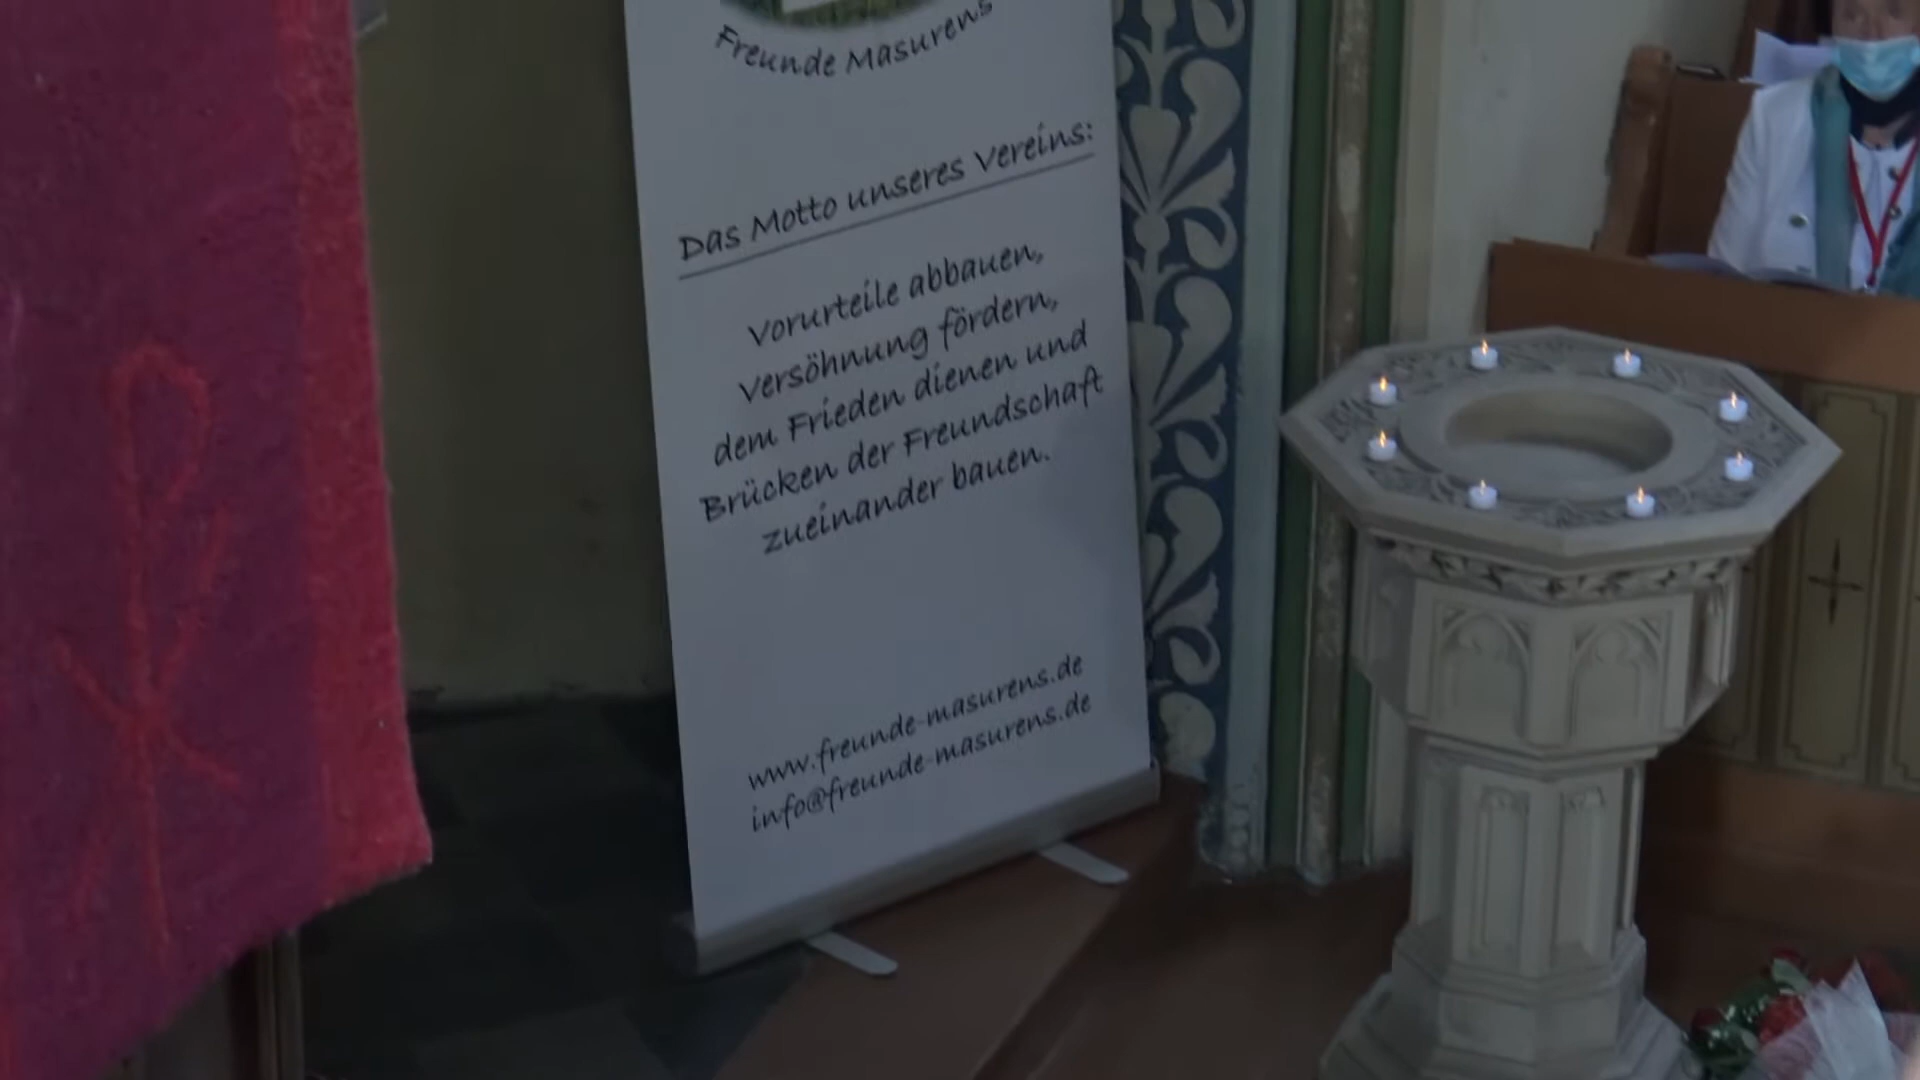 Freunde Masurens
Das Motto unseres Vereins:
Vorurteile abbauen,
Versöhnung fördern,
dem Frieden dienen und
Brücken der Freundschaft
zueinander bauen.
www.freunde-masurens.de
info@freunde-masurens.de